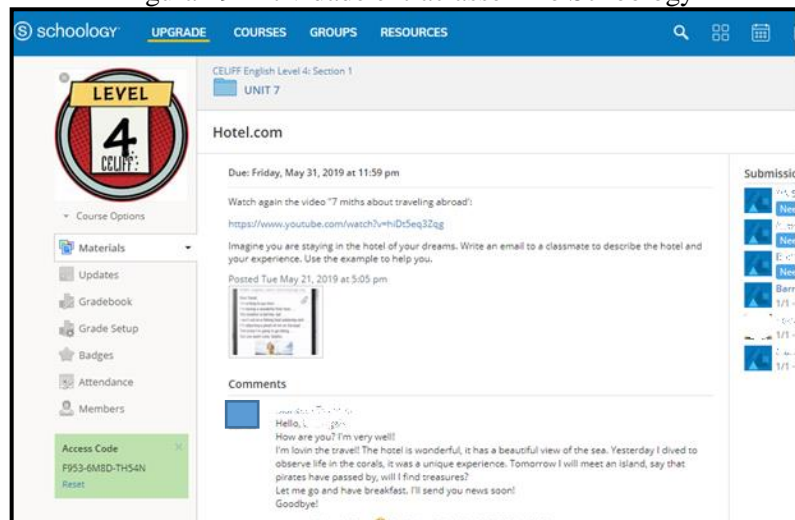 schoology UPGRADE COURSES GROUPS RESOURCES
LEVEL
4
CELIFF
Course Options
Materials
Updates
Gradebook
Grade Setup
Badges
Attendance
Members
Access Code
F953-6M8D-TH54N
Reset
CELIFF English Level 4: Section 1
UNIT 7
Hotel.com
Due: Friday, May 31, 2019 at 11:59 pm
Watch again the video "7 miths about traveling abroad':
https://www.youtube.com/watch?v=hiDt5eq3Zqg
Imagine you are staying in the hotel of your dreams. Write an email to a classmate to describe the hotel and
your experience. Use the example to help you.
Posted Tue May 21, 2019 at 5:05 pm
Comments
Hello,
How are you? I'm very well!
I'm lovin the travel! The hotel is wonderful, it has a beautiful view of the sea. Yesterday I dived to
observe life in the corals, it was a unique experience. Tomorrow I will meet an island, say that
pirates have passed by, will I find treasures?
Let me go and have breakfast, I'll send you news soon!
Goodbye!
Submissio
Nee
Nee
Nee
Barr
1/1
1/1
1/1